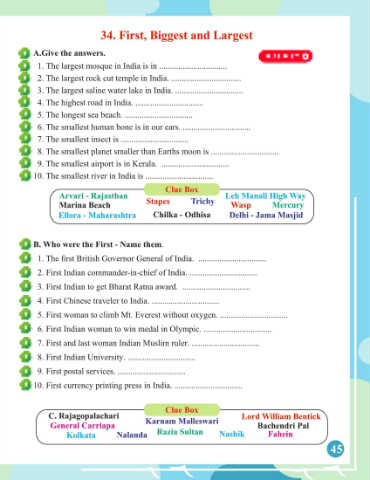 34. First, Biggest and Largest
A.Give the answers.
1. The largest mosque in India is in ................................
2. The largest rock cut temple in India. .................................
3. The largest saline water lake in India. ................................
4. The highest road in India. ................................
5. The longest sea beach. ................................
6. The smallest human bone is in our ears. ................................
7. The smallest insect is ................................
8. The smallest planet smaller than Earths moon is ................................
9. The smallest airport is in Kerala. ................................
10. The smallest river in India is ................................
Clue Box
Arvari - Rajasthan Stapes Trichy Leh Manali High Way
Marina Beach Wasp Mercury
Ellora - Maharashtra Chilka - Odhisa Delhi - Jama Masjid
B. Who were the First - Name them.
1. The first British Governor General of India. ................................
2. First Indian commander-in-chief of India. ................................
3. First Indian to get Bharat Ratna award. ................................
4. First Chinese traveler to India. ................................
5. First woman to climb Mt. Everest without oxygen. ................................
6. First Indian woman to win medal in Olympic. ................................
7. First and last woman Indian Muslim ruler. ................................
8. First Indian University. ................................
9. First postal services. ................................
10. First currency printing press in India. ................................
Clue Box
C. Rajagopalachari Karnam Malleswari Lord William Bentick
General Carriapa Bachendri Pal
Kolkata Nalanda Razia Sultan Nashik Fahein
45